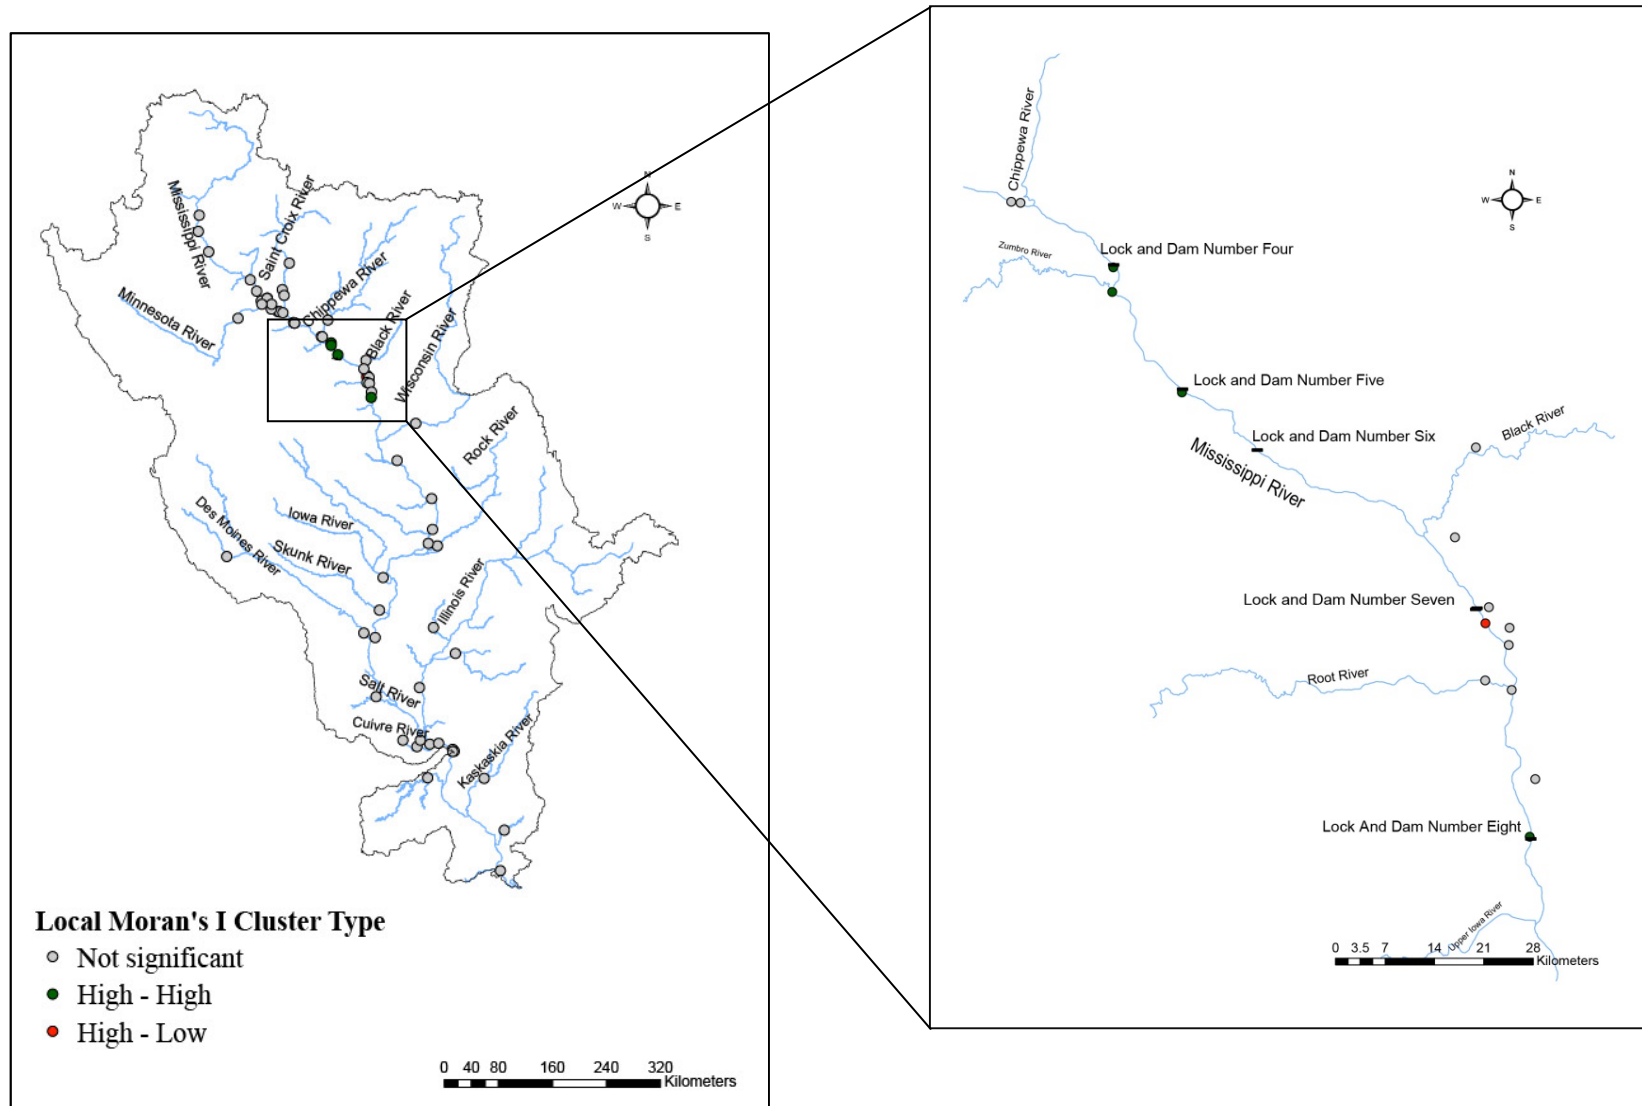 N
W
E
S
Mississippi River
Saint Croix River
Minnesota River
Chippewa River
Black River
Wisconsin River
Rock River
Des Moines River
Iowa River
Skunk River
Illinois River
Salt River
Cuivre River
Kaskaskia River
Local Moran's I Cluster Type
Not significant
High - High
High - Low
0 40 80 160 240 320
Kilometers
Chippewa River
N
W
E
S
Zumbro River
Lock and Dam Number Four
Lock and Dam Number Five
Lock and Dam Number Six
Mississippi River
Black River
Lock and Dam Number Seven
Root River
Lock And Dam Number Eight
Upper Iowa River
0 3.5 7 14 21 28
Kilometers